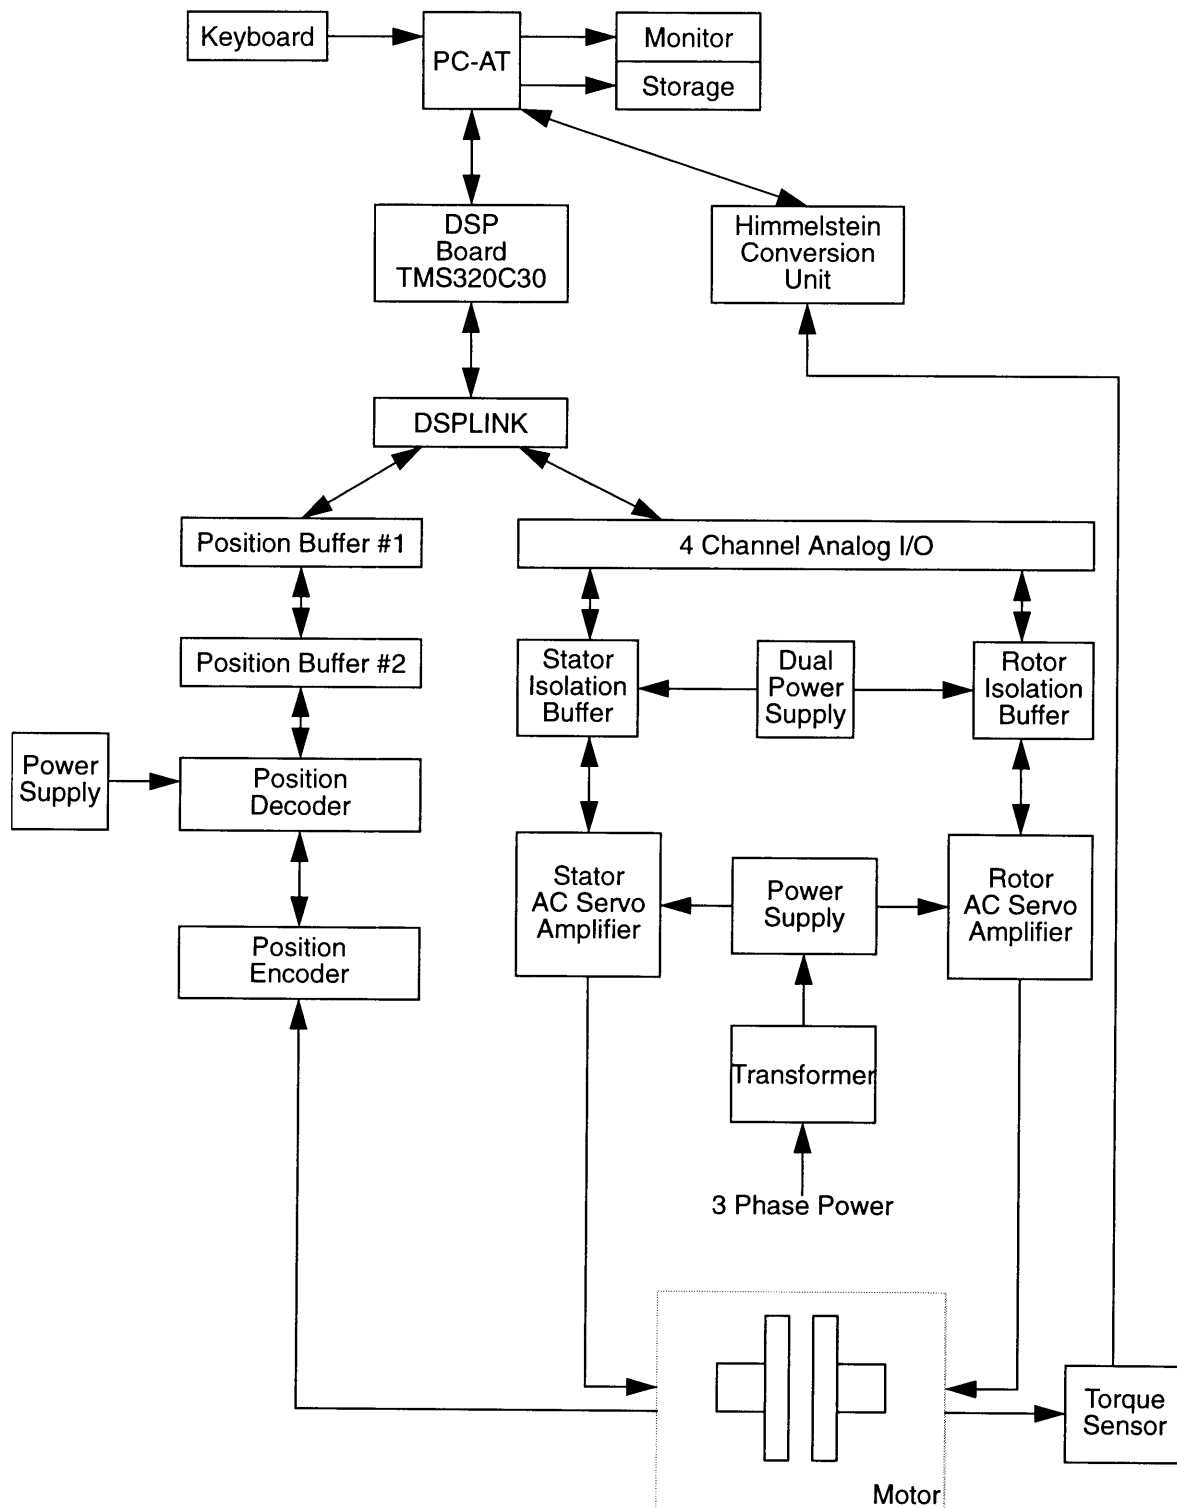 Keyboard
PC-AT
Monitor
Storage
DSP
Board
TMS320C30
Himmelstein
Conversion
Unit
DSPLINK
Position Buffer #1
4 Channel Analog I/O
Position Buffer #2
Stator
Isolation
Buffer
Dual
Power
Supply
Rotor
Isolation
Buffer
Power
Supply
Position
Decoder
Stator
AC Servo
Amplifier
Power
Supply
Rotor
AC Servo
Amplifier
Position
Encoder
Transformer
3 Phase Power
Torque
Sensor
Motor